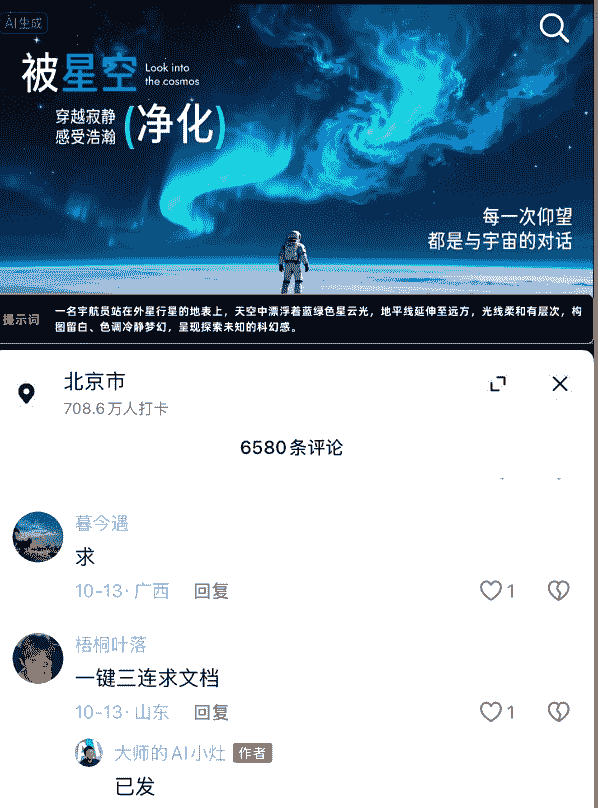 AI生成
被星空 Look into
the cosmos
穿越寂静
感受浩瀚
(净化)
每一次仰望
都是与宇宙的对话
提示词
一名宇航员站在外星行星的地表上，天空中漂浮着蓝绿色星云光，地平线延伸至远方，光线柔和有层次，构
图留白、色调冷静梦幻，呈现探索未知的科幻感。
北京市
708.6万人打卡
6580条评论
暮今遇
求
10-13·广西 回复 1
梧桐叶落
一键三连求文档
10-13·山东 回复 1
大师的AI小灶 作者
已发